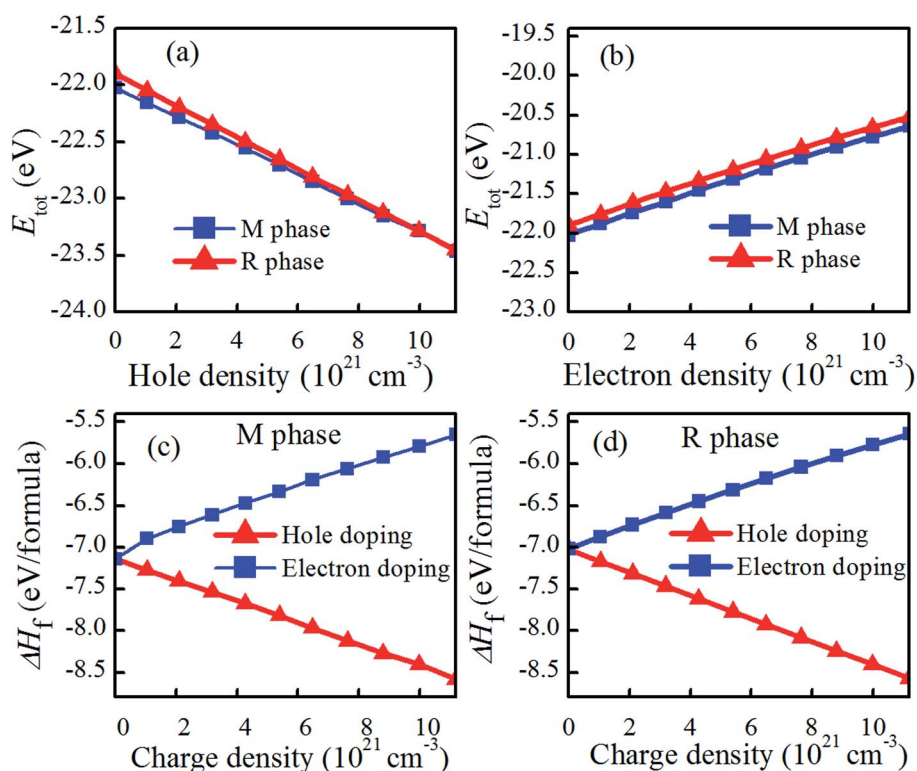 (a)
-21.5
-22.0
-22.5
-23.0
-23.5
-24.0
E_tot (eV)
M phase
R phase
0 2 4 6 8 10
Hole density (10^21 cm^-3)
(b)
-19.5
-20.0
-20.5
-21.0
-21.5
-22.0
-22.5
-23.0
E_tot (eV)
M phase
R phase
0 2 4 6 8 10
Electron density (10^21 cm^-3)
(c) M phase
-5.5
-6.0
-6.5
-7.0
-7.5
-8.0
-8.5
ΔH_f (eV/formula)
Hole doping
Electron doping
0 2 4 6 8 10
Charge density (10^21 cm^-3)
(d) R phase
-5.5
-6.0
-6.5
-7.0
-7.5
-8.0
-8.5
ΔH_f (eV/formula)
Hole doping
Electron doping
0 2 4 6 8 10
Charge density (10^21 cm^-3)